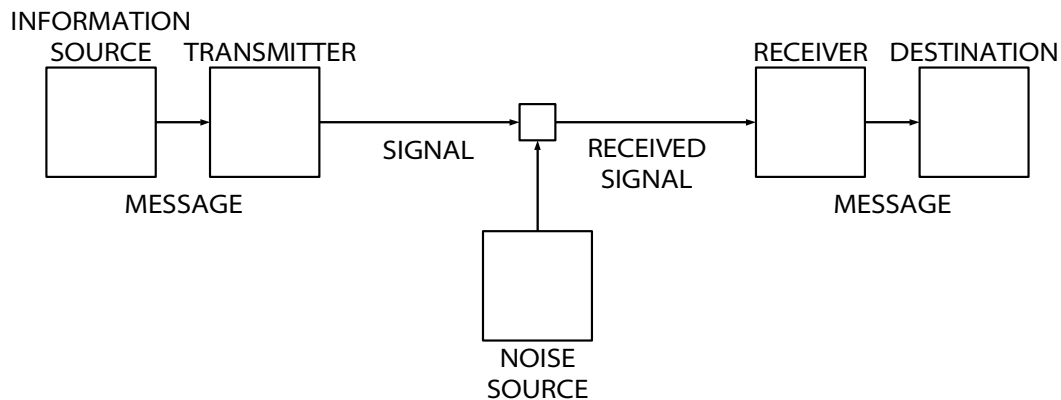 INFORMATION
SOURCE
TRANSMITTER
RECEIVER
DESTINATION
SIGNAL
RECEIVED
SIGNAL
MESSAGE
MESSAGE
NOISE
SOURCE